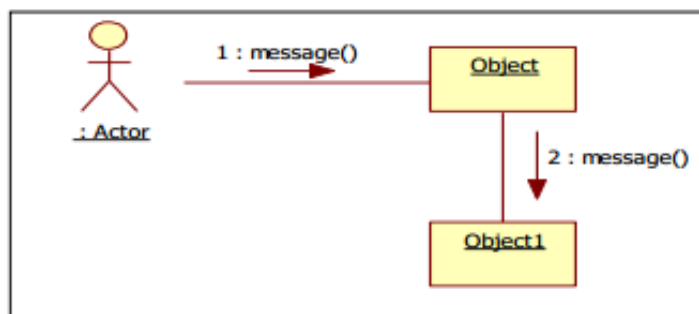 1 : message()
Object
: Actor
2 : message()
Object1